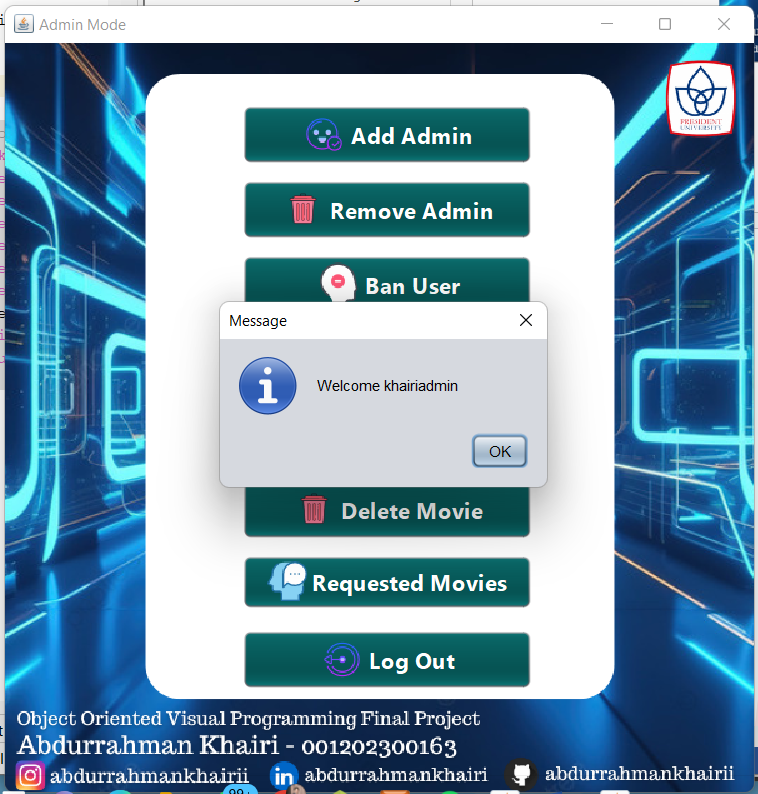 Admin Mode
PRESIDENT
UNIVERSITY
Add Admin
Remove Admin
Ban User
Message
Welcome khairiadmin
OK
Delete Movie
Requested Movies
Log Out
Object Oriented Visual Programming Final Project
Abdurrahman Khairi - 001202300163
abdurrahmankhairii abdurrahmankhairi abdurrahmankhairii
99+